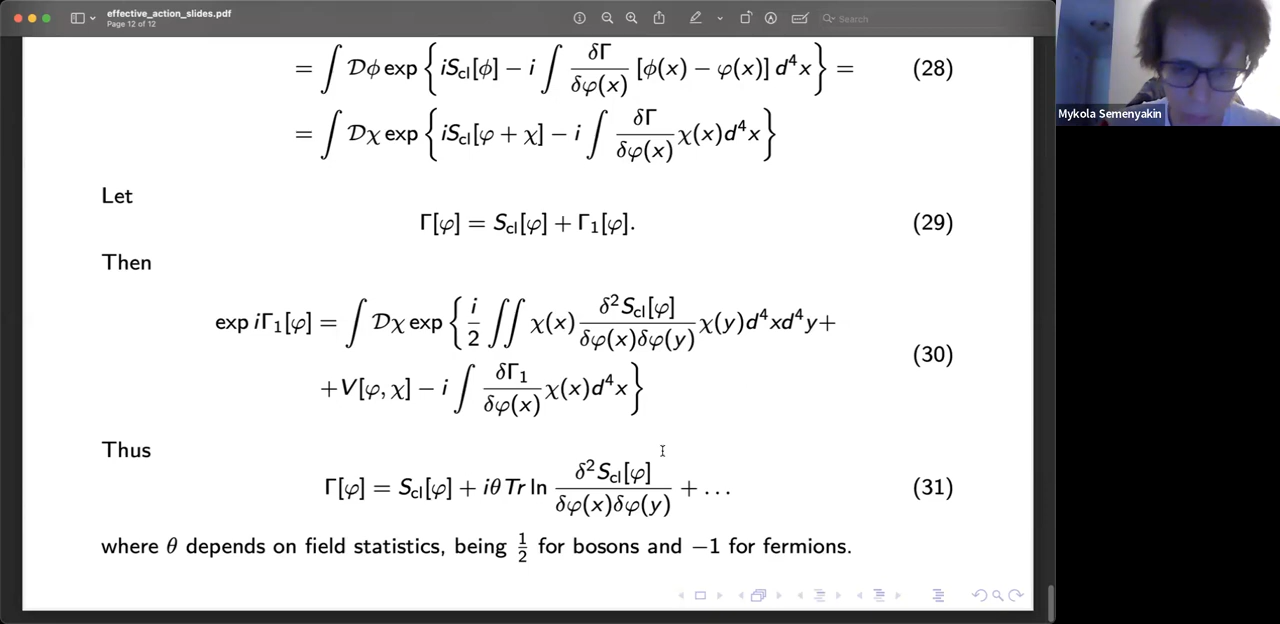 effective_action_slides.pdf
Page 12 of 12
Search
= ∫ 𝒟ϕ exp { iS_cl[ϕ] − i ∫ δΓ/δφ(x) [ϕ(x) − φ(x)] d⁴x } = (28)
= ∫ 𝒟χ exp { iS_cl[φ + χ] − i ∫ δΓ/δφ(x) χ(x)d⁴x }
Let
Γ[φ] = S_cl[φ] + Γ₁[φ]. (29)
Then
exp iΓ₁[φ] = ∫ 𝒟χ exp { i/2 ∬ χ(x) δ²S_cl[φ]/δφ(x)δφ(y) χ(y)d⁴xd⁴y+
+V[φ, χ] − i ∫ δΓ₁/δφ(x) χ(x)d⁴x } (30)
Thus
Γ[φ] = S_cl[φ] + iθ Tr ln δ²S_cl[φ]/δφ(x)δφ(y) + … (31)
where θ depends on field statistics, being 1/2 for bosons and −1 for fermions.
Mykola Semenyakin